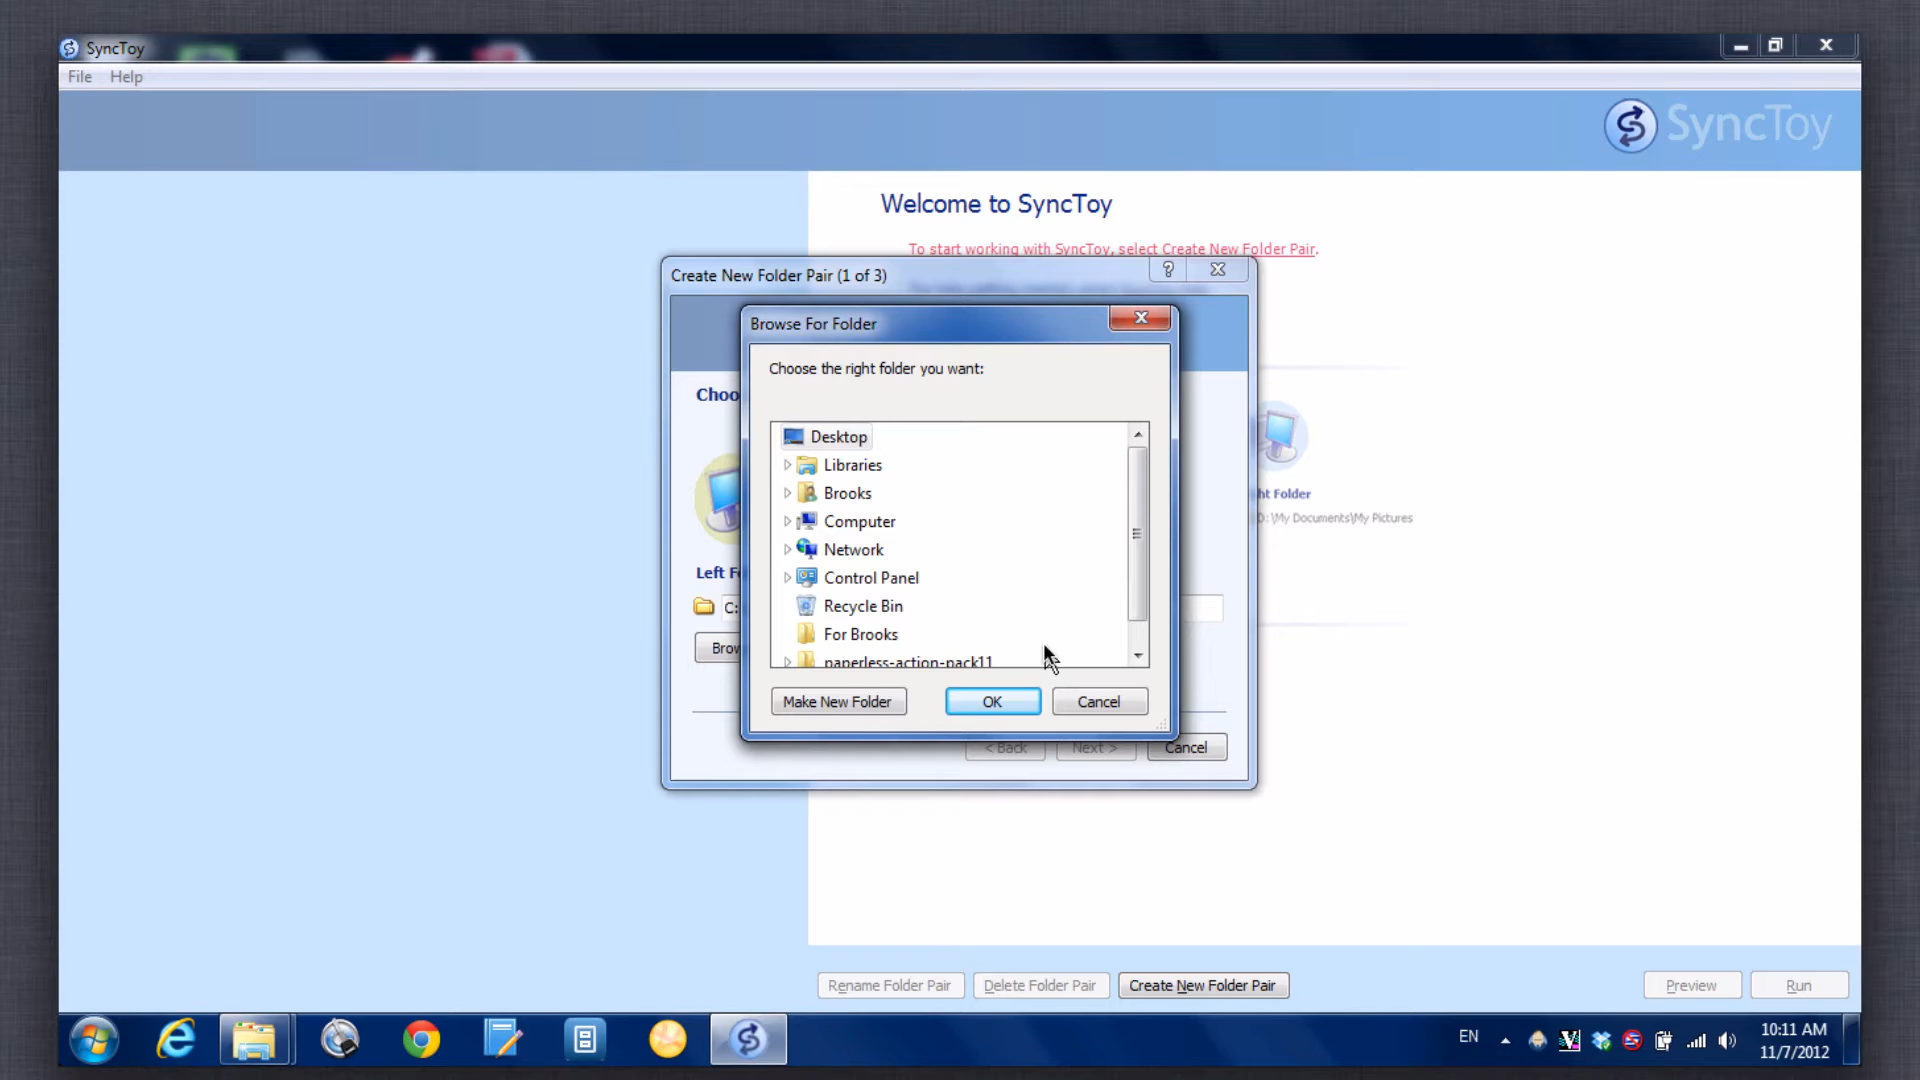 SyncToy
File Help
SyncToy
Welcome to SyncToy
To start working with SyncToy, select Create New Folder Pair.
Create New Folder Pair (1 of 3)
Browse For Folder
Choose the right folder you want:
Choo
Desktop
Libraries
Brooks
Computer
Network
Control Panel
Recycle Bin
For Brooks
paperless-action-pack11
ht Folder
D:\My Documents\My Pictures
Left F
C:
Brow
Make New Folder OK Cancel
< Back Next > Cancel
Rename Folder Pair Delete Folder Pair Create New Folder Pair Preview Run
EN
10:11 AM
11/7/2012